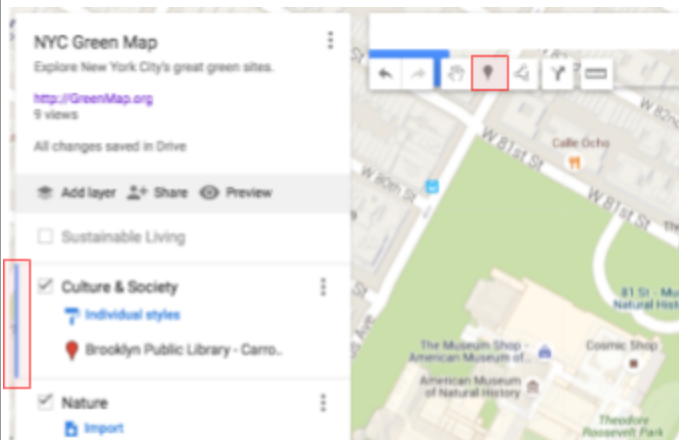 NYC Green Map
Explore New York City's great green sites.
http://GreenMap.org
9 views
All changes saved in Drive
Add layer Share Preview
Sustainable Living
Culture & Society
Individual styles
Brooklyn Public Library - Carro...
Nature
Import
W 82nd
W 81st St
Calle Ocho
W 80th St
W 81st St
81 St - Mu
Natural Hist
The Museum Shop -
American Museum of...
Cosmic Shop
American Museum
of Natural History
Theodore
Roosevelt Park